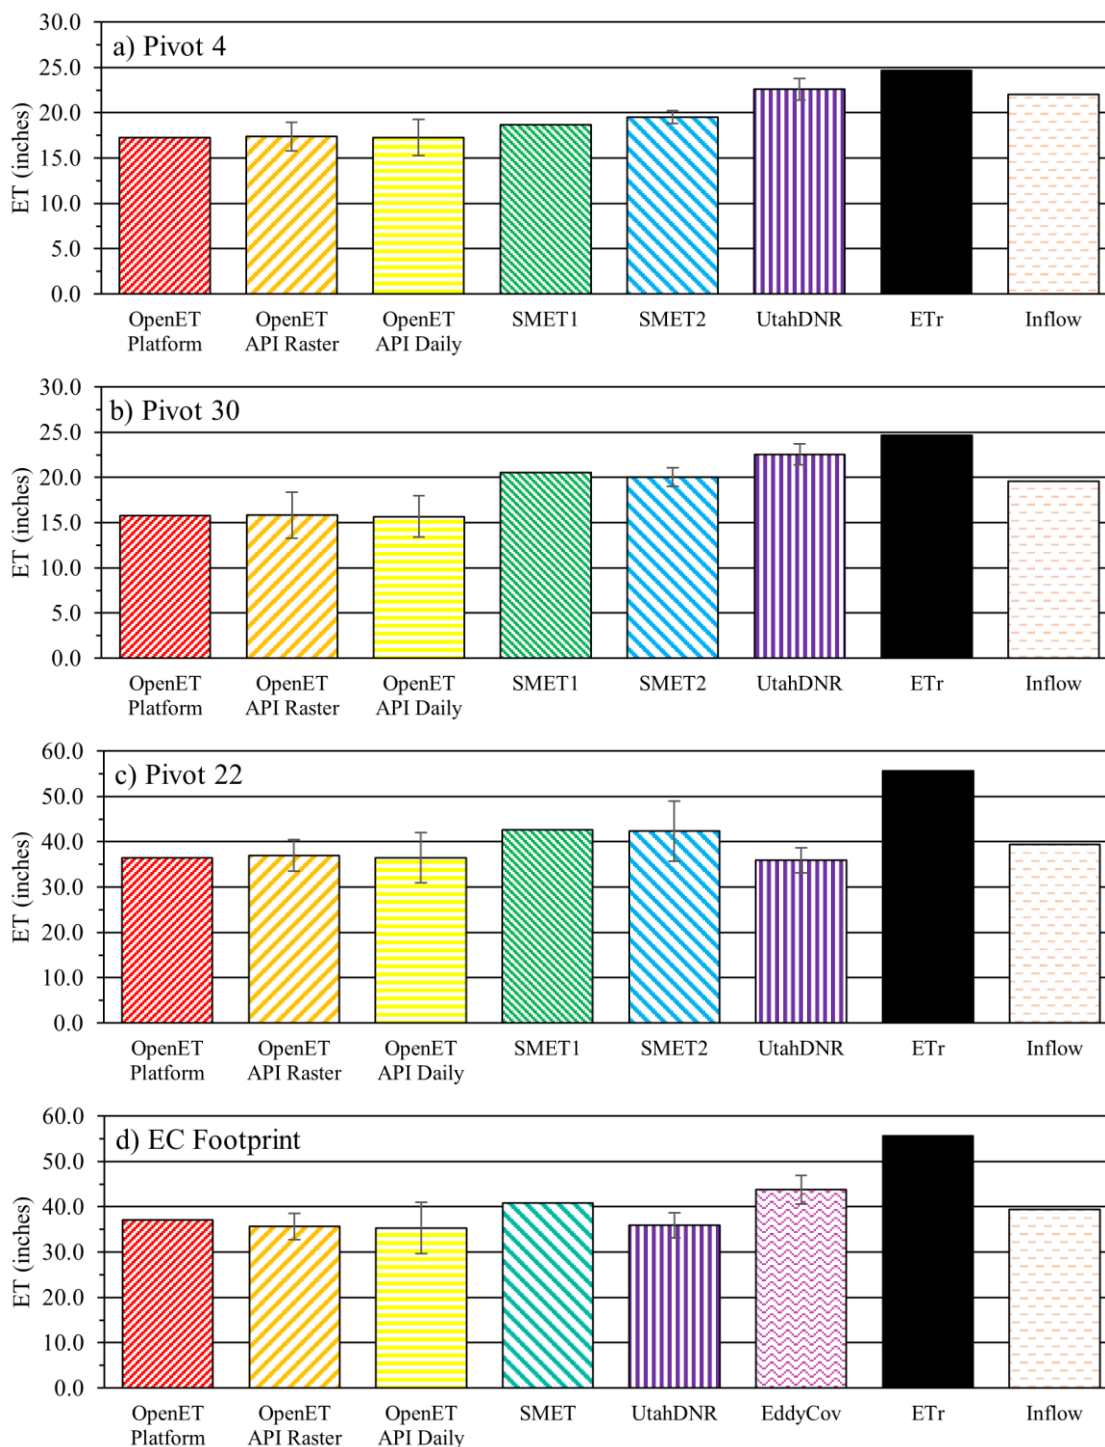 30.0
a) Pivot 4
25.0
20.0
15.0
10.0
5.0
0.0
ET (inches)
OpenET Platform
OpenET API Raster
OpenET API Daily
SMET1
SMET2
UtahDNR
ETr
Inflow
30.0
b) Pivot 30
25.0
20.0
15.0
10.0
5.0
0.0
ET (inches)
OpenET Platform
OpenET API Raster
OpenET API Daily
SMET1
SMET2
UtahDNR
ETr
Inflow
60.0
c) Pivot 22
50.0
40.0
30.0
20.0
10.0
0.0
ET (inches)
OpenET Platform
OpenET API Raster
OpenET API Daily
SMET1
SMET2
UtahDNR
ETr
Inflow
60.0
d) EC Footprint
50.0
40.0
30.0
20.0
10.0
0.0
ET (inches)
OpenET Platform
OpenET API Raster
OpenET API Daily
SMET
UtahDNR
EddyCov
ETr
Inflow